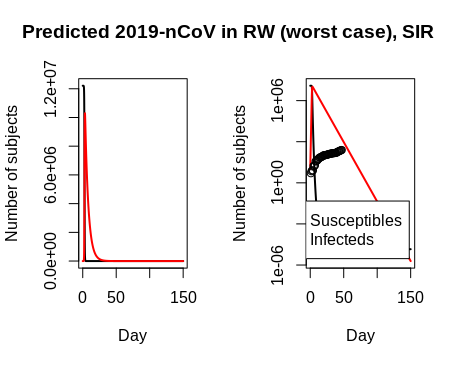 Predicted 2019-nCoV in RW (worst case), SIR
Number of subjects
1.2e+07
6.0e+06
0.0e+00
0 50 150
Day
Number of subjects
1e+06
1e+00
1e-06
Susceptibles
Infecteds
0 50 150
Day